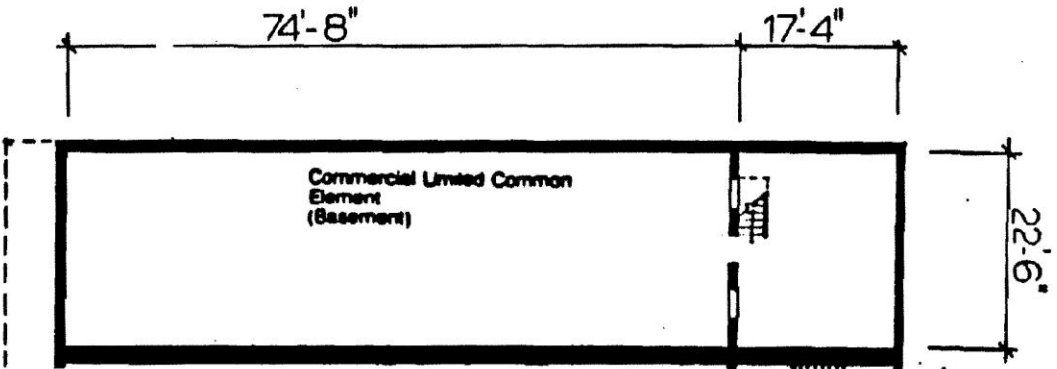 74'-8"
17'-4"
Commercial Limited Common
Element
(Basement)
22'-6"